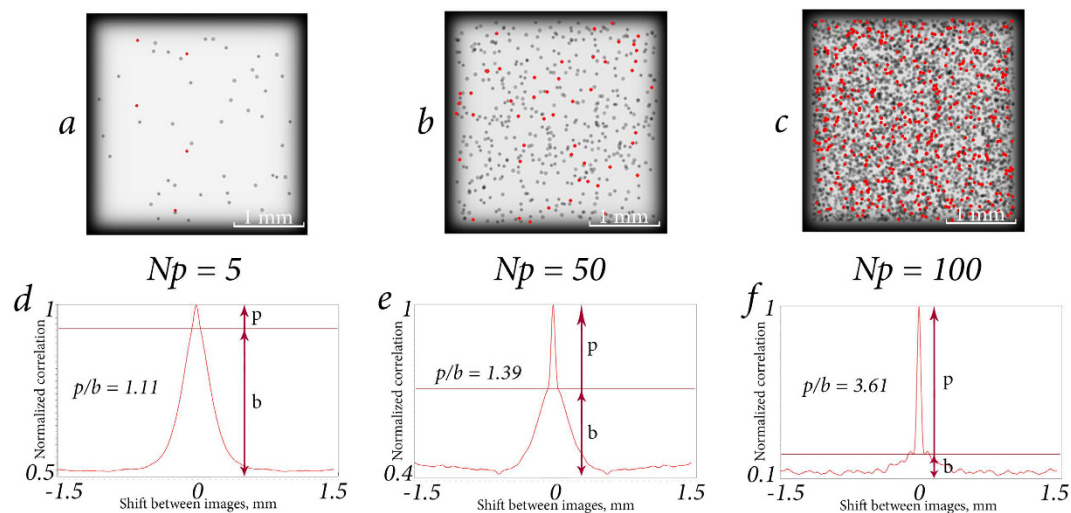 a
1 mm
b
1 mm
c
1 mm
Np = 5
Np = 50
Np = 100
d
1
Normalized correlation
p
p/b = 1.11
b
0.5
-1.5
0
1.5
Shift between images, mm
e
1
Normalized correlation
p
p/b = 1.39
b
0.4
-1.5
0
1.5
Shift between images, mm
f
1
Normalized correlation
p
p/b = 3.61
b
0.1
-1.5
0
1.5
Shift between images, mm